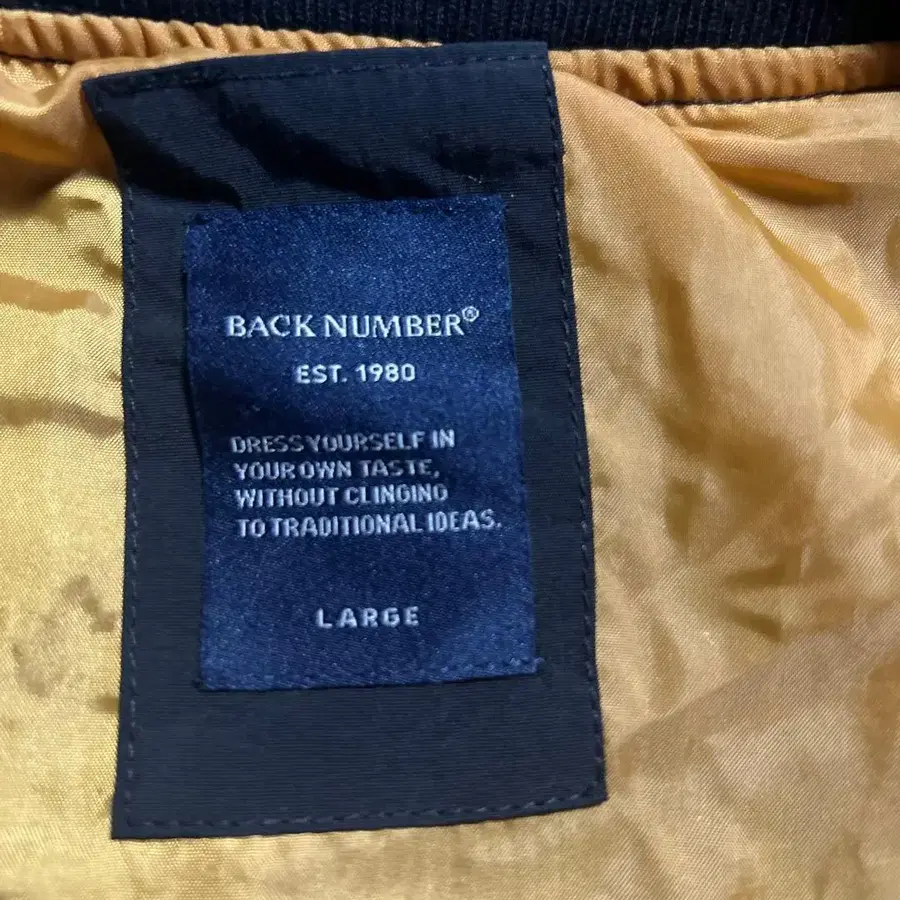 BACK NUMBER®
EST. 1980
DRESS YOURSELF IN
YOUR OWN TASTE,
WITHOUT CLINGING
TO TRADITIONAL IDEAS.
LARGE